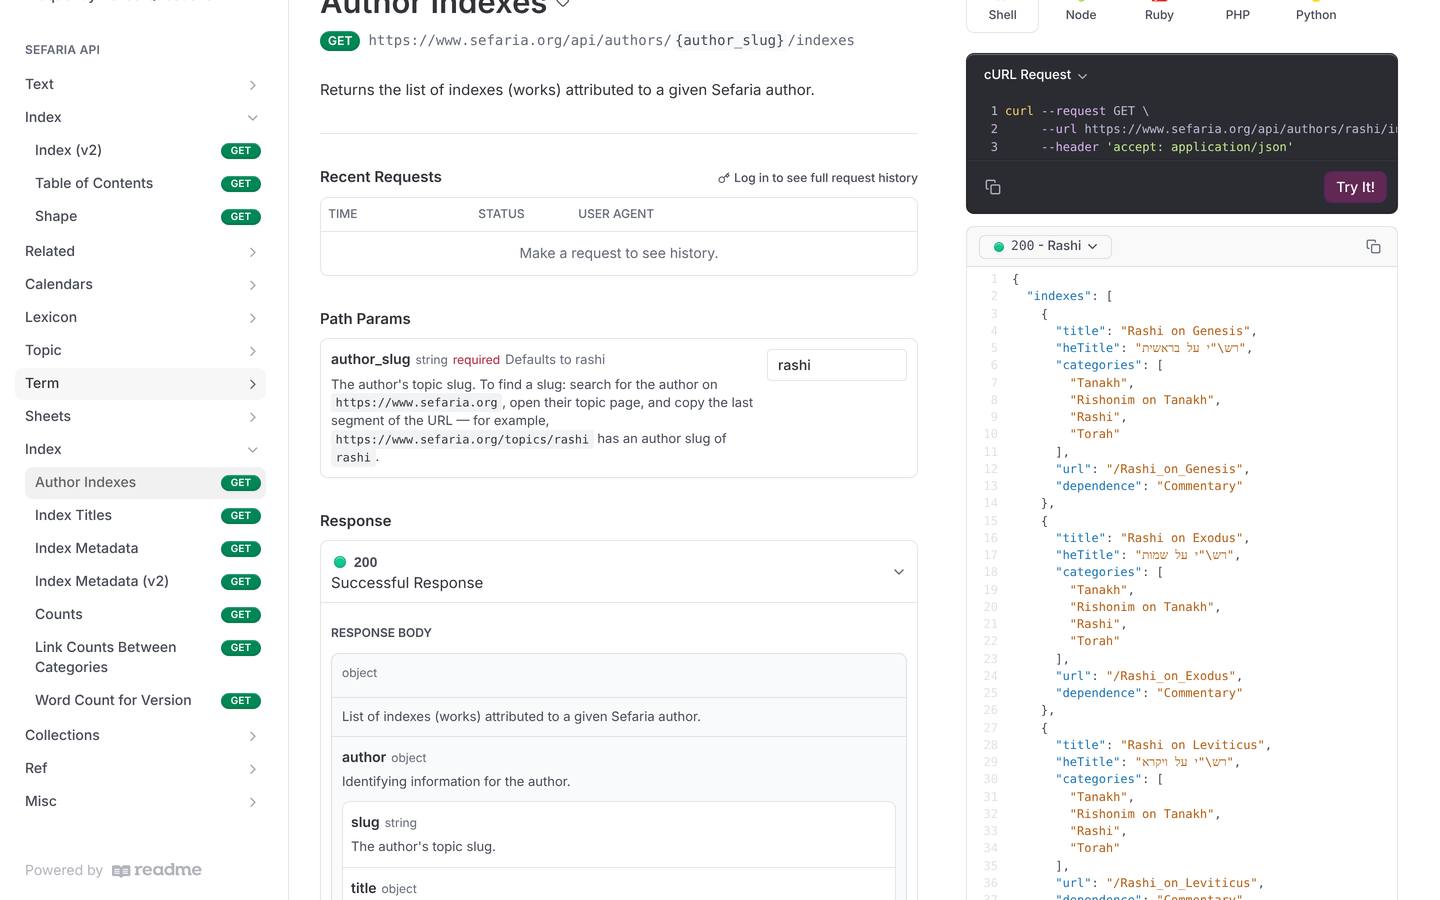 SEFARIA API
Text
Index
Index (v2) GET
Table of Contents GET
Shape GET
Related
Calendars
Lexicon
Topic
Term
Sheets
Index
Author Indexes GET
Index Titles GET
Index Metadata GET
Index Metadata (v2) GET
Counts GET
Link Counts Between GET
Categories
Word Count for Version GET
Collections
Ref
Misc
Powered by readme
Author Indexes
GET https://www.sefaria.org/api/authors/{author_slug}/indexes
Returns the list of indexes (works) attributed to a given Sefaria author.
Recent Requests
Log in to see full request history
TIME STATUS USER AGENT
Make a request to see history.
Path Params
author_slug string required Defaults to rashi
rashi
The author's topic slug. To find a slug: search for the author on
https://www.sefaria.org, open their topic page, and copy the last
segment of the URL — for example,
https://www.sefaria.org/topics/rashi has an author slug of
rashi.
Response
200
Successful Response
RESPONSE BODY
object
List of indexes (works) attributed to a given Sefaria author.
author object
Identifying information for the author.
slug string
The author's topic slug.
title object
Shell Node Ruby PHP Python
cURL Request
1 curl --request GET \
2 --url https://www.sefaria.org/api/authors/rashi/in
3 --header 'accept: application/json'
Try It!
200 - Rashi
1 {
2 "indexes": [
3 {
4 "title": "Rashi on Genesis",
5 "heTitle": "רש\"י על בראשית",
6 "categories": [
7 "Tanakh",
8 "Rishonim on Tanakh",
9 "Rashi",
10 "Torah"
11 ],
12 "url": "/Rashi_on_Genesis",
13 "dependence": "Commentary"
14 },
15 {
16 "title": "Rashi on Exodus",
17 "heTitle": "רש\"י על שמות",
18 "categories": [
19 "Tanakh",
20 "Rishonim on Tanakh",
21 "Rashi",
22 "Torah"
23 ],
24 "url": "/Rashi_on_Exodus",
25 "dependence": "Commentary"
26 },
27 {
28 "title": "Rashi on Leviticus",
29 "heTitle": "רש\"י על ויקרא",
30 "categories": [
31 "Tanakh",
32 "Rishonim on Tanakh",
33 "Rashi",
34 "Torah"
35 ],
36 "url": "/Rashi_on_Leviticus",
"dependence": "Commentary"